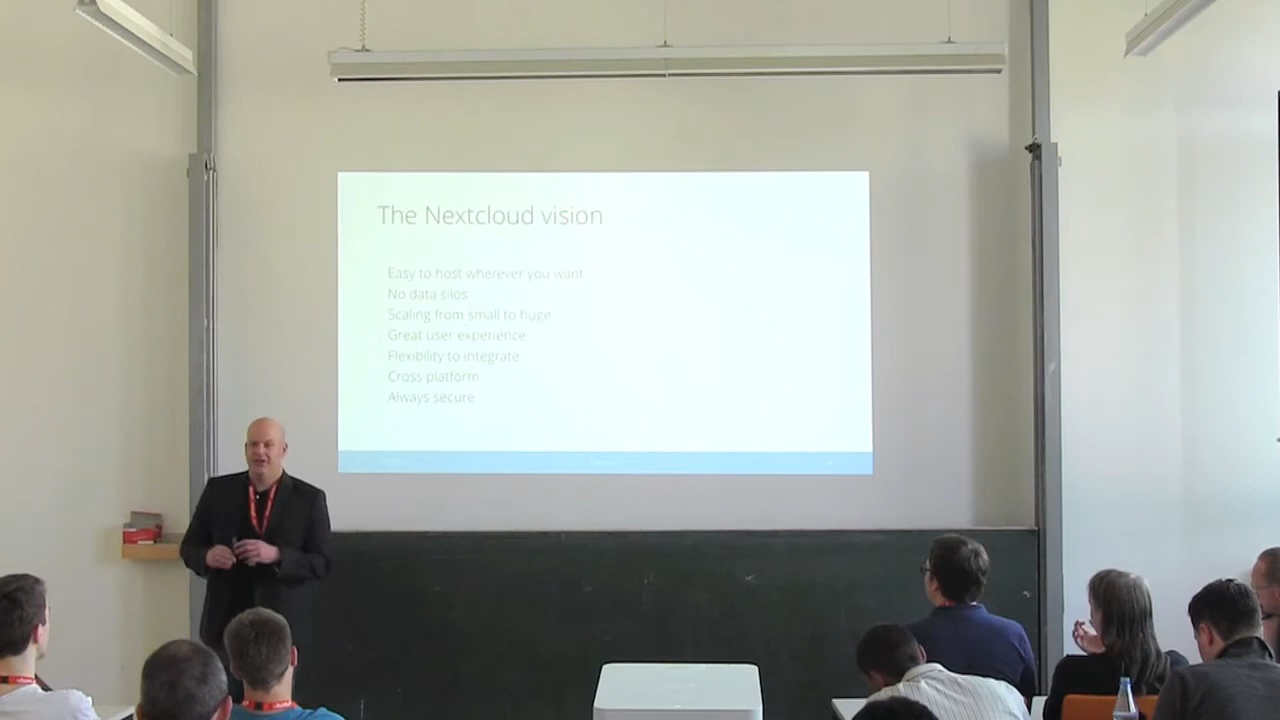 The Nextcloud vision
Easy to host wherever you want
No data silos
Scaling from small to huge
Great user experience
Flexibility to integrate
Cross platform
Always secure